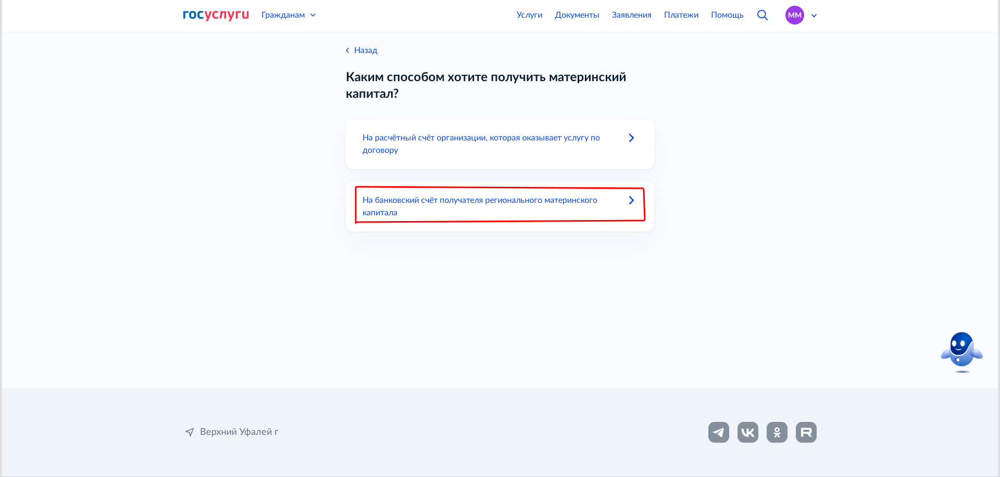 госуслуги Гражданам Услуги Документы Заявления Платежи Помощь ММ
Назад
Каким способом хотите получить материнский
капитал?
На расчётный счёт организации, которая оказывает услугу по
договору
На банковский счёт получателя регионального материнского
капитала
Верхний Уфалей г